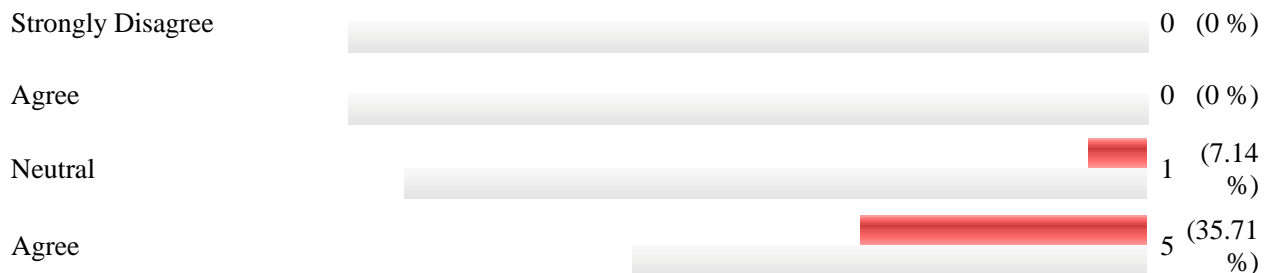 Strongly Disagree 0 (0 %)
Agree 0 (0 %)
Neutral 1 (7.14 %)
Agree 5 (35.71 %)